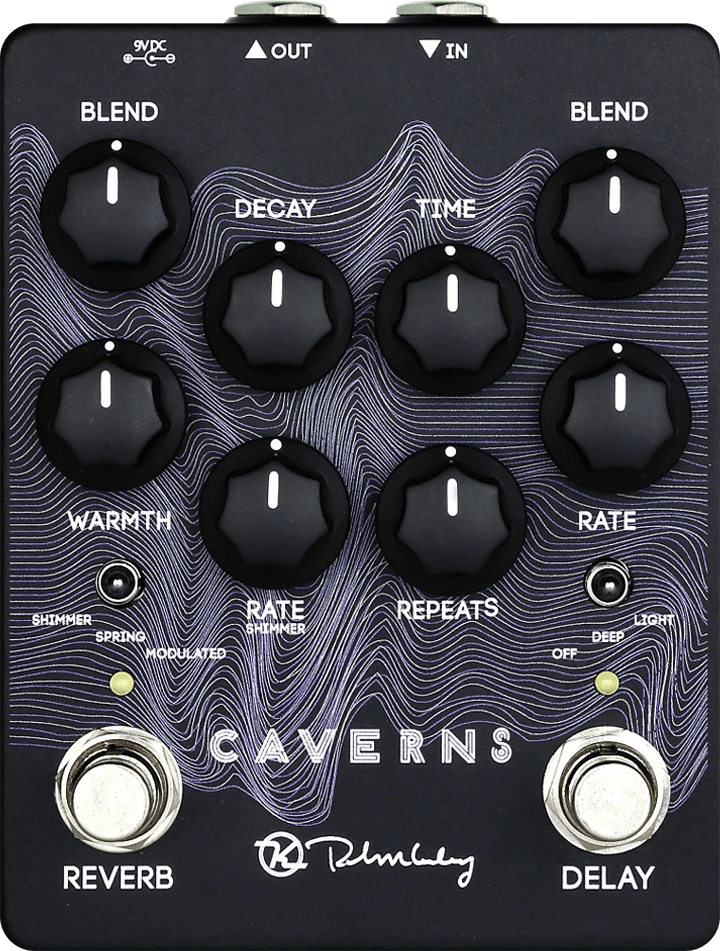 9VDC
▲ OUT
▼ IN
BLEND
BLEND
DECAY
TIME
WARMTH
RATE
RATE
SHIMMER
REPEATS
SHIMMER
SPRING
MODULATED
LIGHT
DEEP
OFF
CAVERNS
K
REVERB
DELAY